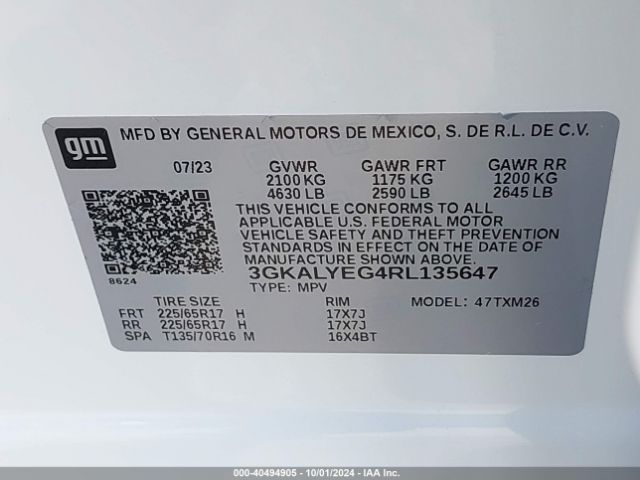 gm MFD BY GENERAL MOTORS DE MEXICO, S. DE R.L. DE C.V.
07/23 GVWR GAWR FRT GAWR RR
2100 KG 1175 KG 1200 KG
4630 LB 2590 LB 2645 LB
THIS VEHICLE CONFORMS TO ALL
APPLICABLE U.S. FEDERAL MOTOR
VEHICLE SAFETY AND THEFT PREVENTION
STANDARDS IN EFFECT ON THE DATE OF
MANUFACTURE SHOWN ABOVE.
3GKALYEG4RL135647
8624 TYPE: MPV
TIRE SIZE RIM MODEL: 47TXM26
FRT 225/65R17 H 17X7J
RR 225/65R17 H 17X7J
SPA T135/70R16 M 16X4BT
000-40494905 - 10/01/2024 - IAAI.COM